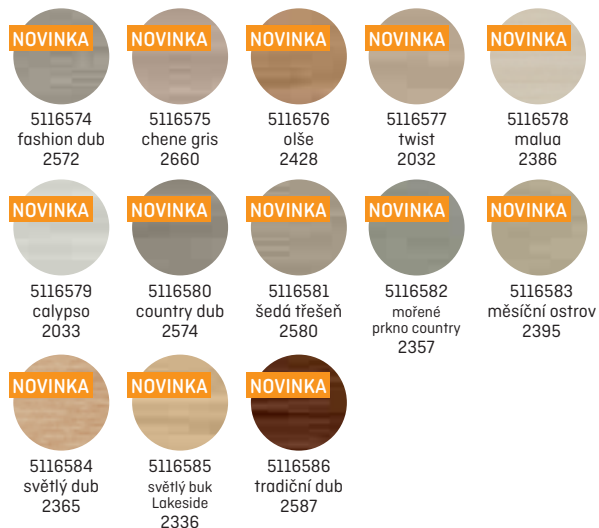 NOVINKA
5116574
fashion dub
2572
NOVINKA
5116575
chene gris
2660
NOVINKA
5116576
olše
2428
NOVINKA
5116577
twist
2032
NOVINKA
5116578
malua
2386
NOVINKA
5116579
calypso
2033
NOVINKA
5116580
country dub
2574
NOVINKA
5116581
šedá třešeň
2580
NOVINKA
5116582
mořené
prkno country
2357
NOVINKA
5116583
měsíční ostrov
2395
NOVINKA
5116584
světlý dub
2365
NOVINKA
5116585
světlý buk
Lakeside
2336
NOVINKA
5116586
tradiční dub
2587